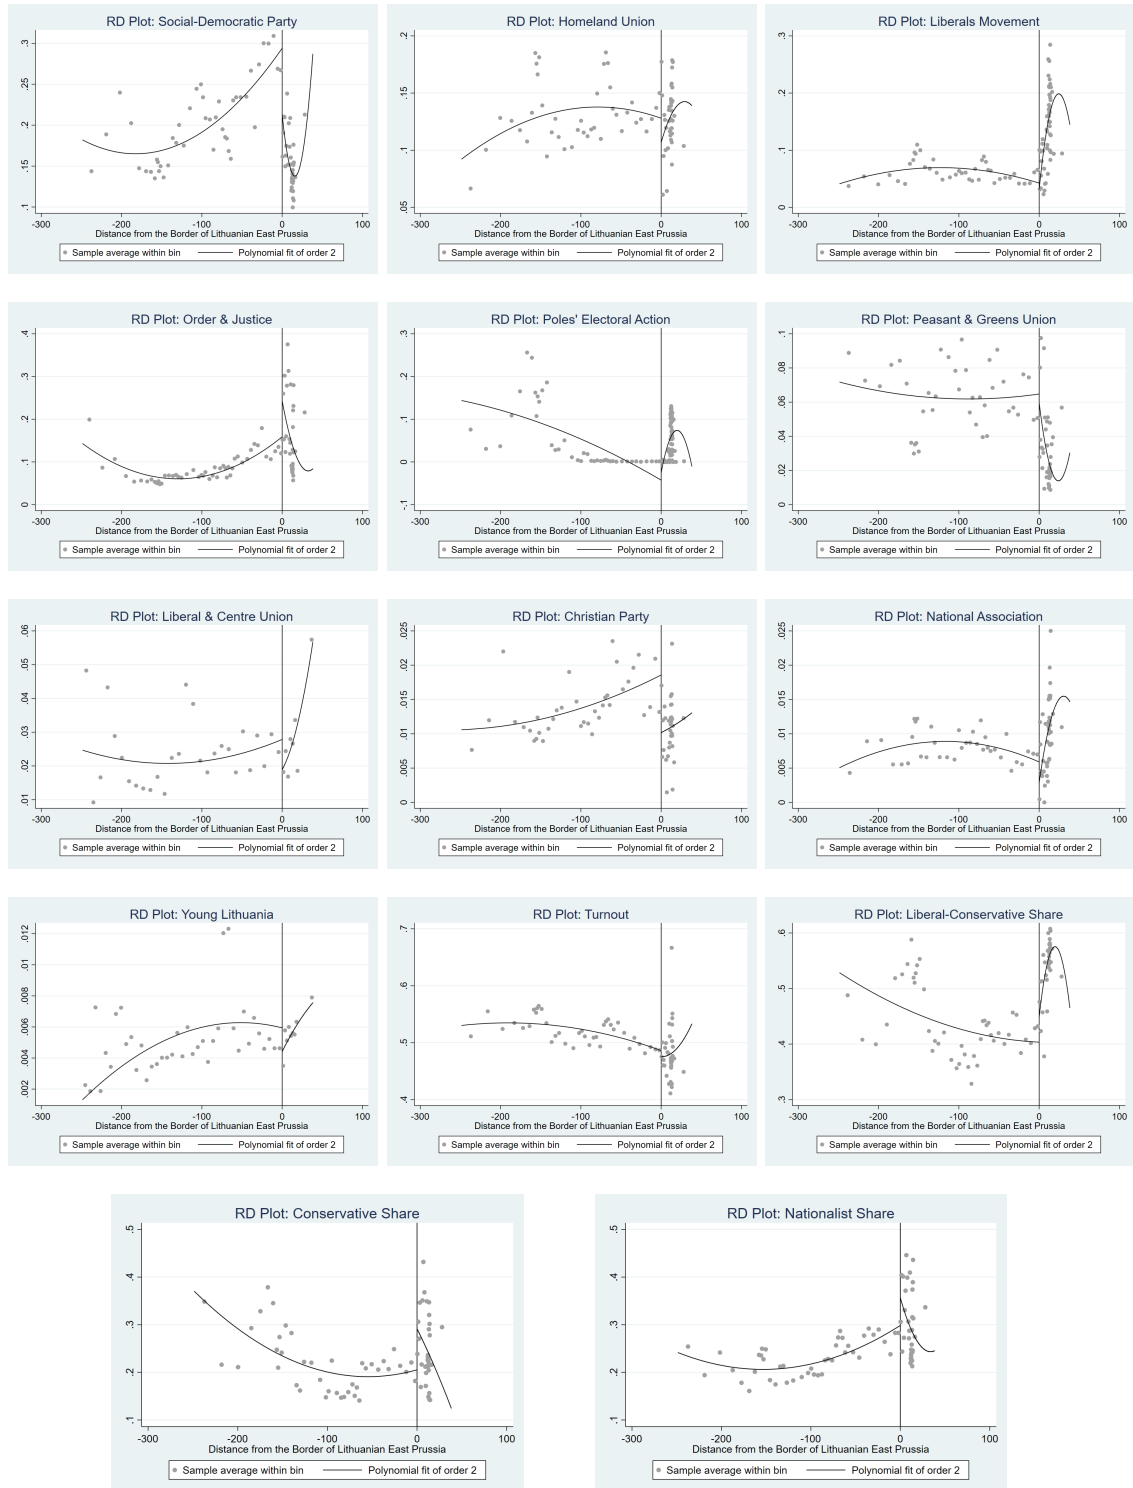 RD Plot: Social-Democratic Party
.3
.25
.2
.15
.1
-300 -200 -100 0 100
Distance from the Border of Lithuanian East Prussia
Sample average within bin Polynomial fit of order 2
RD Plot: Homeland Union
.2
.15
.1
.05
-300 -200 -100 0 100
Distance from the Border of Lithuanian East Prussia
Sample average within bin Polynomial fit of order 2
RD Plot: Liberals Movement
.3
.2
.1
0
-300 -200 -100 0 100
Distance from the Border of Lithuanian East Prussia
Sample average within bin Polynomial fit of order 2
RD Plot: Order & Justice
.4
.3
.2
.1
0
-300 -200 -100 0 100
Distance from the Border of Lithuanian East Prussia
Sample average within bin Polynomial fit of order 2
RD Plot: Poles' Electoral Action
.3
.2
.1
0
-.1
-300 -200 -100 0 100
Distance from the Border of Lithuanian East Prussia
Sample average within bin Polynomial fit of order 2
RD Plot: Peasant & Greens Union
.1
.08
.06
.04
.02
0
-300 -200 -100 0 100
Distance from the Border of Lithuanian East Prussia
Sample average within bin Polynomial fit of order 2
RD Plot: Liberal & Centre Union
.06
.05
.04
.03
.02
.01
-300 -200 -100 0 100
Distance from the Border of Lithuanian East Prussia
Sample average within bin Polynomial fit of order 2
RD Plot: Christian Party
.025
.02
.015
.01
.005
0
-300 -200 -100 0 100
Distance from the Border of Lithuanian East Prussia
Sample average within bin Polynomial fit of order 2
RD Plot: National Association
.025
.02
.015
.01
.005
0
-300 -200 -100 0 100
Distance from the Border of Lithuanian East Prussia
Sample average within bin Polynomial fit of order 2
RD Plot: Young Lithuania
.012
.01
.008
.006
.004
.002
-300 -200 -100 0 100
Distance from the Border of Lithuanian East Prussia
Sample average within bin Polynomial fit of order 2
RD Plot: Turnout
.7
.6
.5
.4
-300 -200 -100 0 100
Distance from the Border of Lithuanian East Prussia
Sample average within bin Polynomial fit of order 2
RD Plot: Liberal-Conservative Share
.6
.5
.4
.3
-300 -200 -100 0 100
Distance from the Border of Lithuanian East Prussia
Sample average within bin Polynomial fit of order 2
RD Plot: Conservative Share
.5
.4
.3
.2
.1
-300 -200 -100 0 100
Distance from the Border of Lithuanian East Prussia
Sample average within bin Polynomial fit of order 2
RD Plot: Nationalist Share
.5
.4
.3
.2
.1
-300 -200 -100 0 100
Distance from the Border of Lithuanian East Prussia
Sample average within bin Polynomial fit of order 2